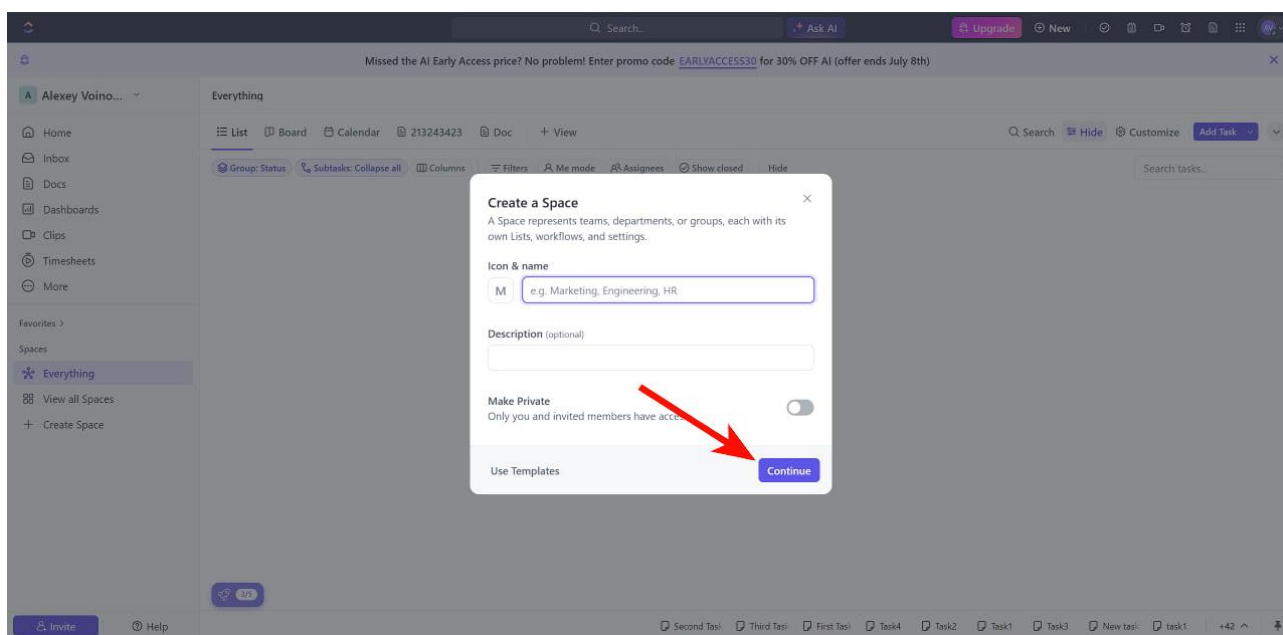 Search...
Ask AI
Upgrade
New
Missed the AI Early Access price? No problem! Enter promo code EARLYACCESS30 for 30% OFF AI (offer ends July 8th)
A Alexey Voino...
Everything
Home
Inbox
Docs
Dashboards
Clips
Timesheets
More
Favorites
Spaces
Everything
View all Spaces
Create Space
List Board Calendar 213243423 Doc + View
Search Hide Customize Add Task
Group: Status Subtasks: Collapse all Columns Filters Me mode Assignees Show closed Hide
Search tasks...
Create a Space
A Space represents teams, departments, or groups, each with its
own Lists, workflows, and settings.
Icon & name
M e.g. Marketing, Engineering, HR
Description (optional)
Make Private
Only you and invited members have
Use Templates
Continue
3/5
Invite
Help
Second Tas Third Tas First Tas Task4 Task2 Task1 Task3 New tas task1 +42